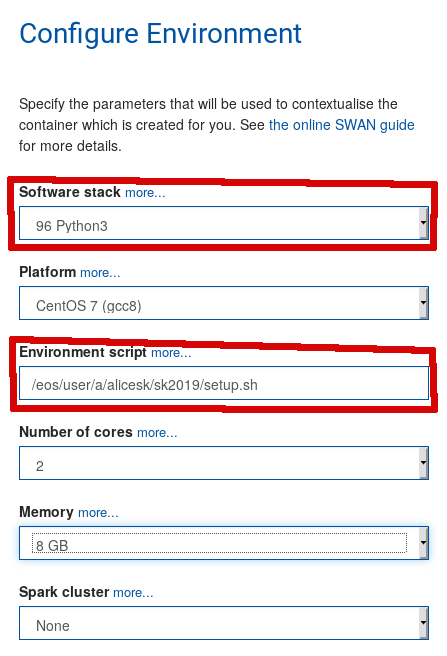 Configure Environment
Specify the parameters that will be used to contextualise the
container which is created for you. See the online SWAN guide
for more details.
Software stack more...
96 Python3
Platform more...
CentOS 7 (gcc8)
Environment script more...
/eos/user/a/alicesk/sk2019/setup.sh
Number of cores more...
2
Memory more...
8 GB
Spark cluster more...
None